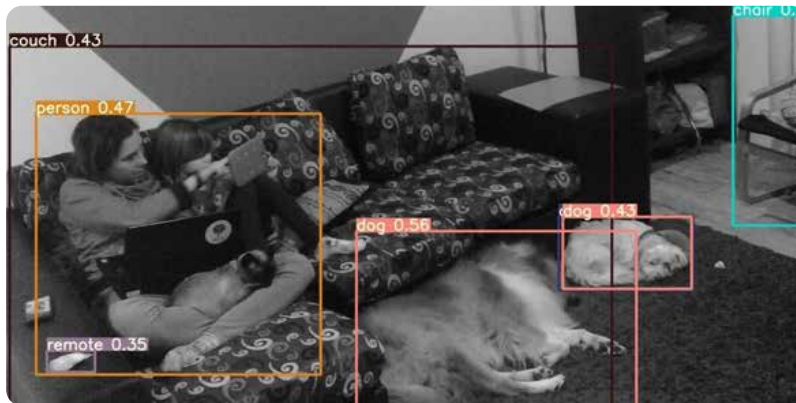 chair 0.
couch 0.43
person 0.47
dog 0.43
dog 0.56
remote 0.35